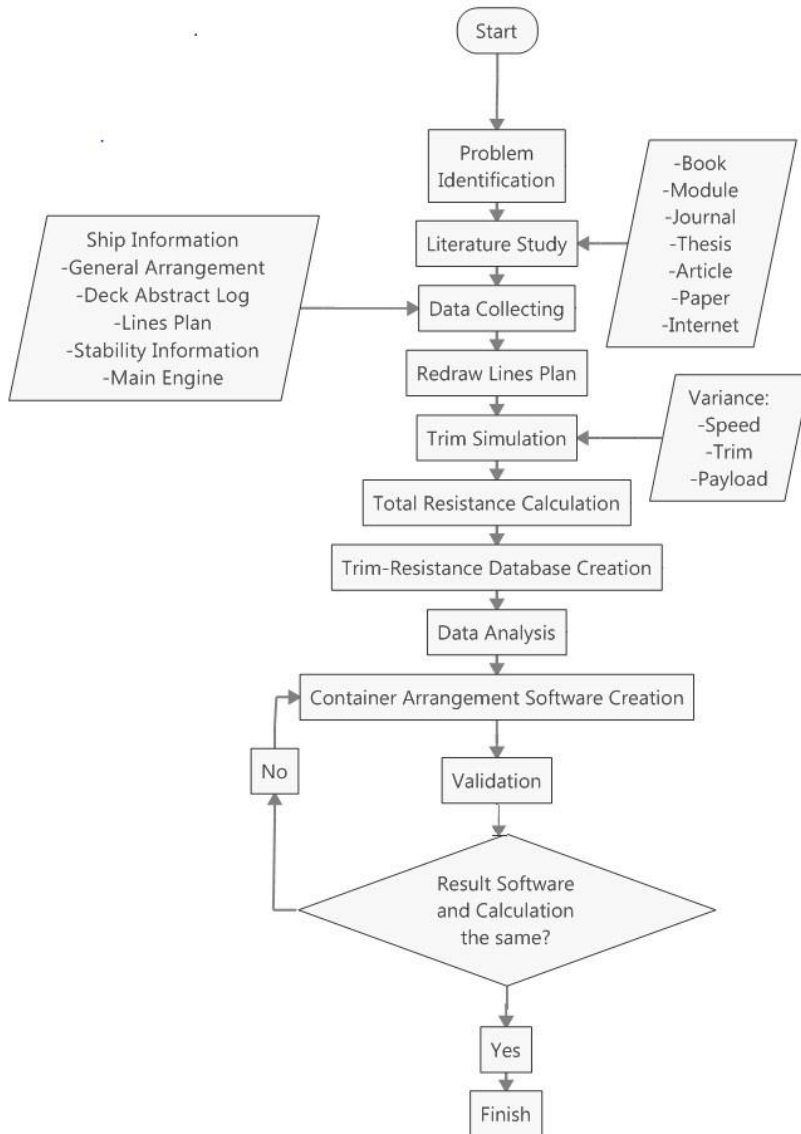 Start
Problem
Identification
-Book
-Module
-Journal
-Thesis
-Article
-Paper
-Internet
Literature Study
Ship Information
-General Arrangement
-Deck Abstract Log
-Lines Plan
-Stability Information
-Main Engine
Data Collecting
Redraw Lines Plan
Variance:
-Speed
-Trim
-Payload
Trim Simulation
Total Resistance Calculation
Trim-Resistance Database Creation
Data Analysis
Container Arrangement Software Creation
No
Validation
Result Software
and Calculation
the same?
Yes
Finish